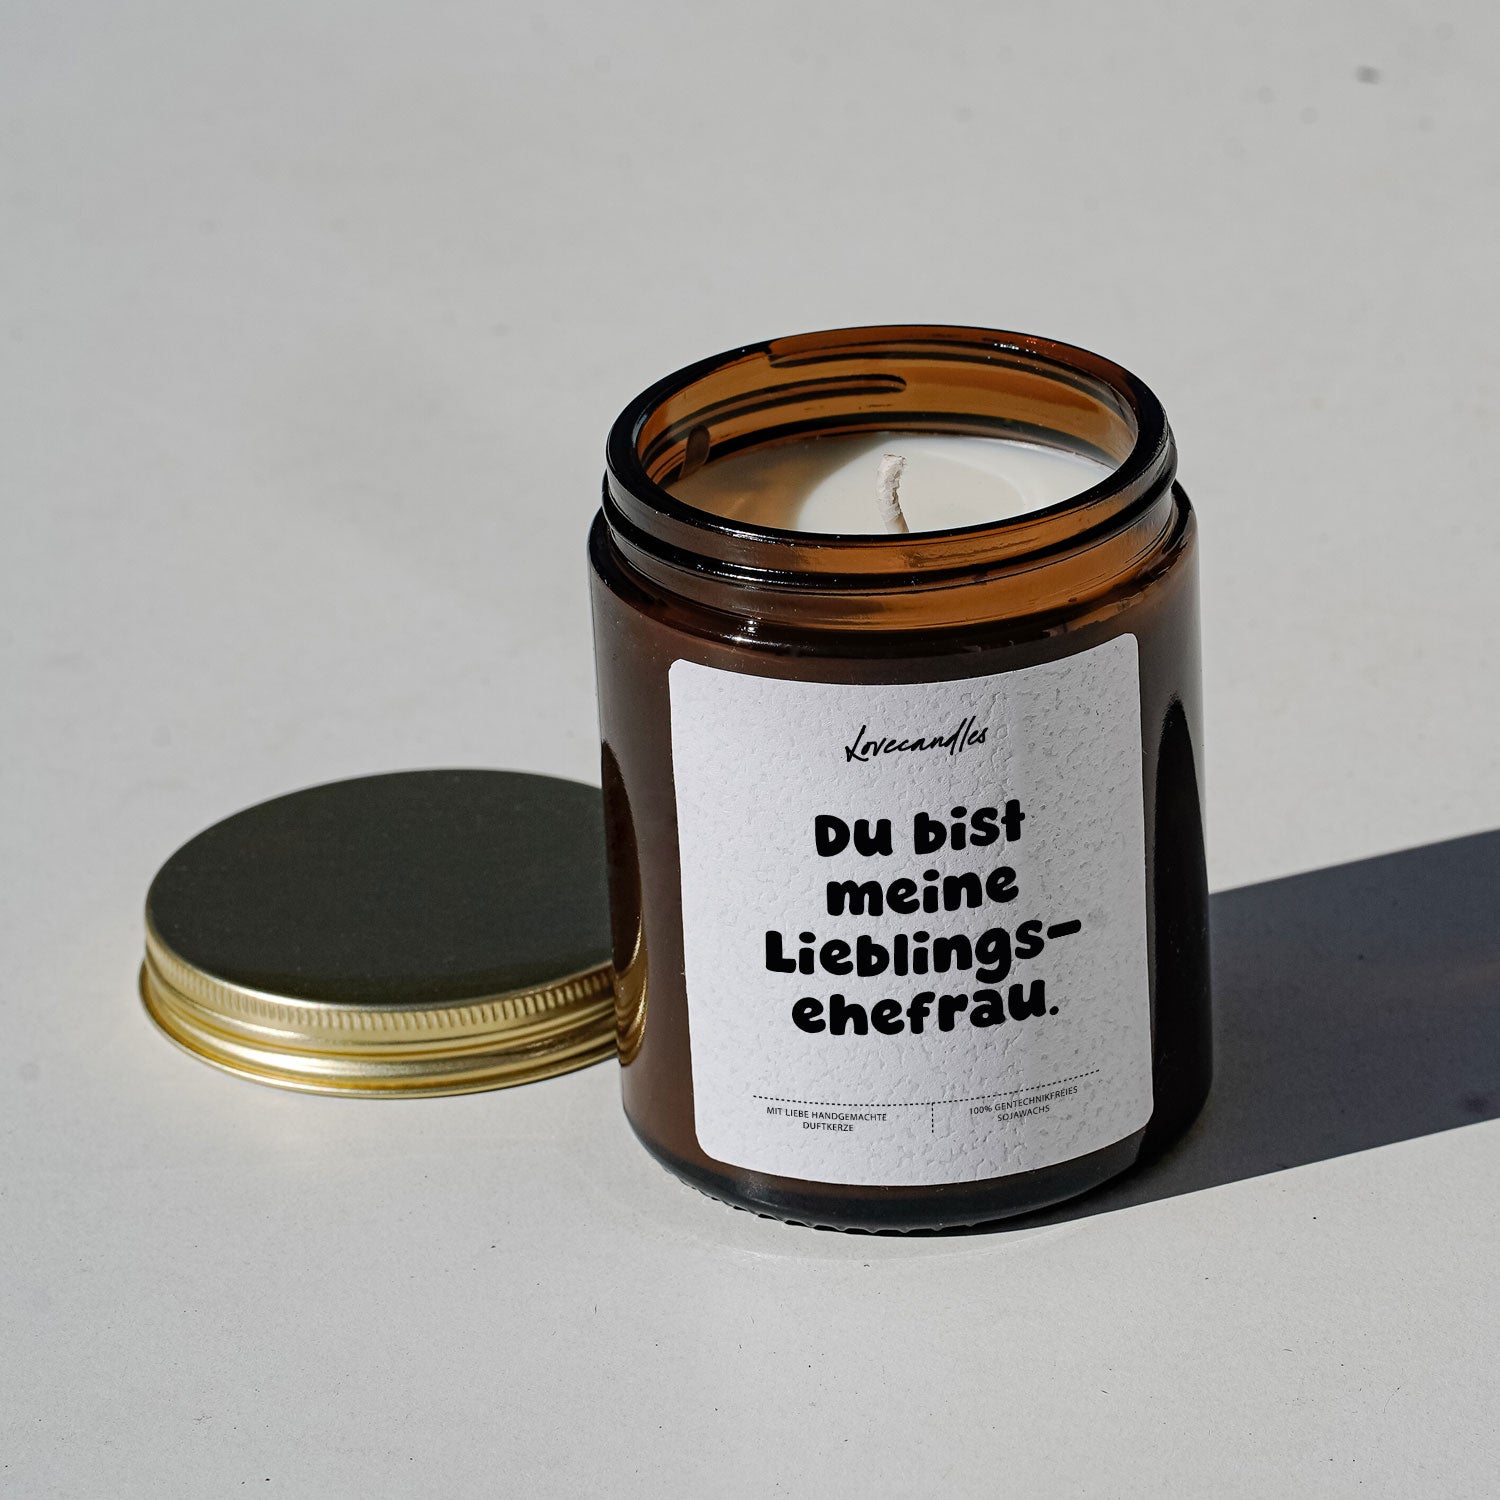 Lovecandles
Du bist
meine
Lieblings-
ehefrau.
MIT LIEBE HANDGEMACHTE
DUFTKERZE
100% GENTECHNIKFREIES
SOJAWACHS